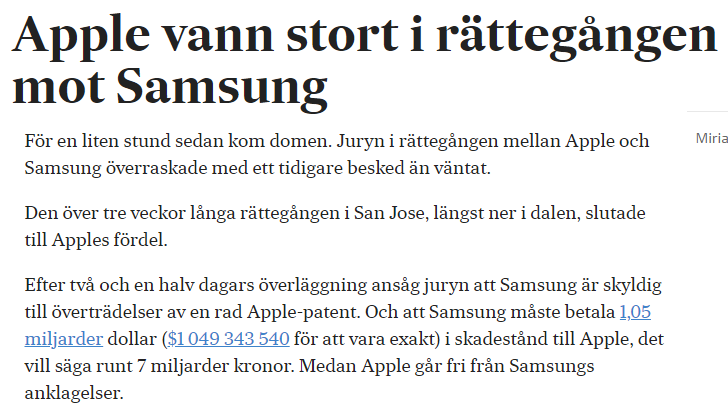 Apple vann stort i rättegången
mot Samsung
För en liten stund sedan kom domen. Juryn i rättegången mellan Apple och
Samsung överraskade med ett tidigare besked än väntat.
Den över tre veckor långa rättegången i San Jose, längst ner i dalen, slutade
till Apples fördel.
Efter två och en halv dagars överläggning ansåg juryn att Samsung är skyldig
till överträdelser av en rad Apple-patent. Och att Samsung måste betala 1,05
miljarder dollar ($1 049 343 540 för att vara exakt) i skadestånd till Apple, det
vill säga runt 7 miljarder kronor. Medan Apple går fri från Samsungs
anklagelser.